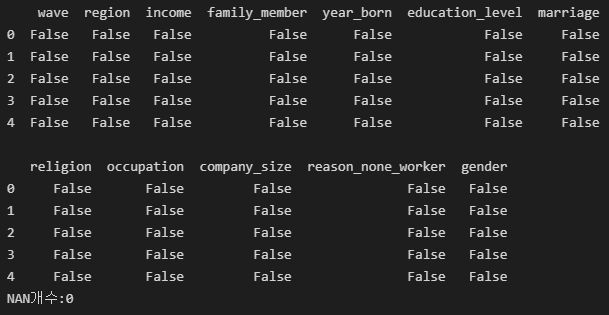 wave region income family_member year_born education_level marriage
0 False False False False False False False
1 False False False False False False False
2 False False False False False False False
3 False False False False False False False
4 False False False False False False False
religion occupation company_size reason_none_worker gender
0 False False False False False
1 False False False False False
2 False False False False False
3 False False False False False
4 False False False False False
NAN개수:0